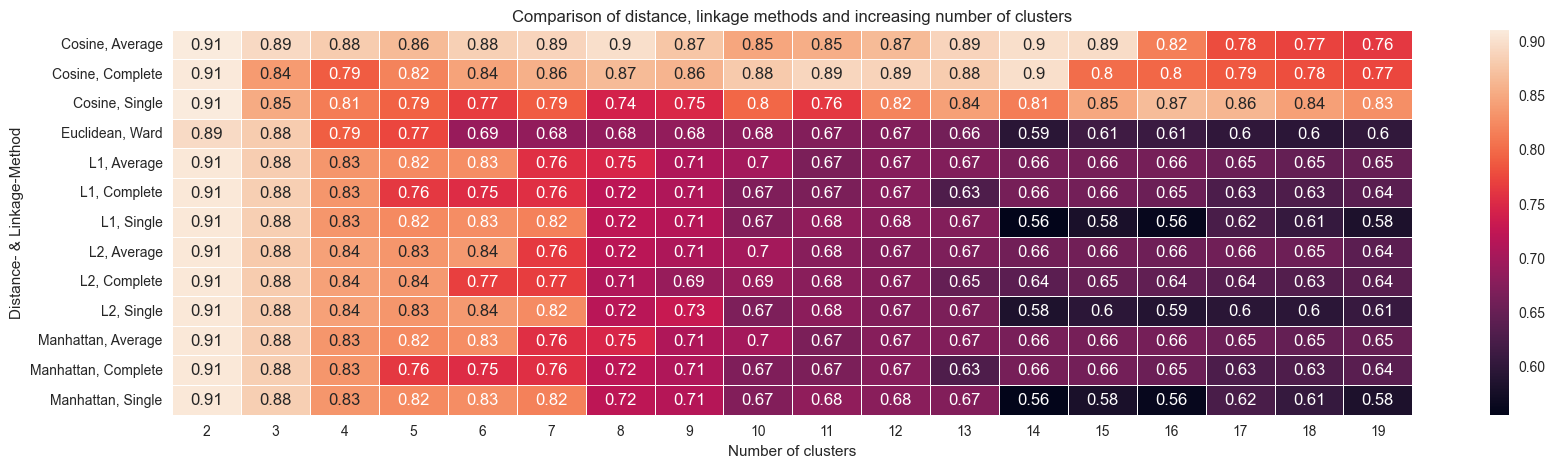 Comparison of distance, linkage methods and increasing number of clusters
Distance- & Linkage-Method
Cosine, Average 0.91 0.89 0.88 0.86 0.88 0.89 0.9 0.87 0.85 0.85 0.87 0.89 0.9 0.89 0.82 0.78 0.77 0.76
Cosine, Complete 0.91 0.84 0.79 0.82 0.84 0.86 0.87 0.86 0.88 0.89 0.89 0.88 0.9 0.8 0.8 0.79 0.78 0.77
Cosine, Single 0.91 0.85 0.81 0.79 0.77 0.79 0.74 0.75 0.8 0.76 0.82 0.84 0.81 0.85 0.87 0.86 0.84 0.83
Euclidean, Ward 0.89 0.88 0.79 0.77 0.69 0.68 0.68 0.68 0.68 0.67 0.67 0.66 0.59 0.61 0.61 0.6 0.6 0.6
L1, Average 0.91 0.88 0.83 0.82 0.83 0.76 0.75 0.71 0.7 0.67 0.67 0.67 0.66 0.66 0.66 0.65 0.65 0.65
L1, Complete 0.91 0.88 0.83 0.76 0.75 0.76 0.72 0.71 0.67 0.67 0.67 0.63 0.66 0.66 0.65 0.63 0.63 0.64
L1, Single 0.91 0.88 0.83 0.82 0.83 0.82 0.72 0.71 0.67 0.68 0.68 0.67 0.56 0.58 0.56 0.62 0.61 0.58
L2, Average 0.91 0.88 0.84 0.83 0.84 0.76 0.72 0.71 0.7 0.68 0.67 0.67 0.66 0.66 0.66 0.66 0.65 0.64
L2, Complete 0.91 0.88 0.84 0.84 0.77 0.77 0.71 0.69 0.69 0.68 0.67 0.65 0.64 0.65 0.64 0.64 0.63 0.64
L2, Single 0.91 0.88 0.84 0.83 0.84 0.82 0.72 0.73 0.67 0.68 0.67 0.67 0.58 0.6 0.59 0.6 0.6 0.61
Manhattan, Average 0.91 0.88 0.83 0.82 0.83 0.76 0.75 0.71 0.7 0.67 0.67 0.67 0.66 0.66 0.66 0.65 0.65 0.65
Manhattan, Complete 0.91 0.88 0.83 0.76 0.75 0.76 0.72 0.71 0.67 0.67 0.67 0.63 0.66 0.66 0.65 0.63 0.63 0.64
Manhattan, Single 0.91 0.88 0.83 0.82 0.83 0.82 0.72 0.71 0.67 0.68 0.68 0.67 0.56 0.58 0.56 0.62 0.61 0.58
2 3 4 5 6 7 8 9 10 11 12 13 14 15 16 17 18 19
Number of clusters
0.90
0.85
0.80
0.75
0.70
0.65
0.60